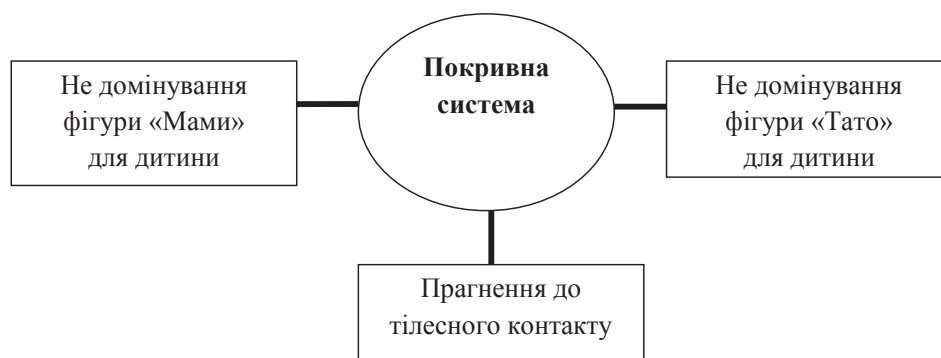 Не домінування
фігури «Мами»
для дитини
Покривна
система
Не домінування
фігури «Тато»
для дитини
Прагнення до
тілесного контакту